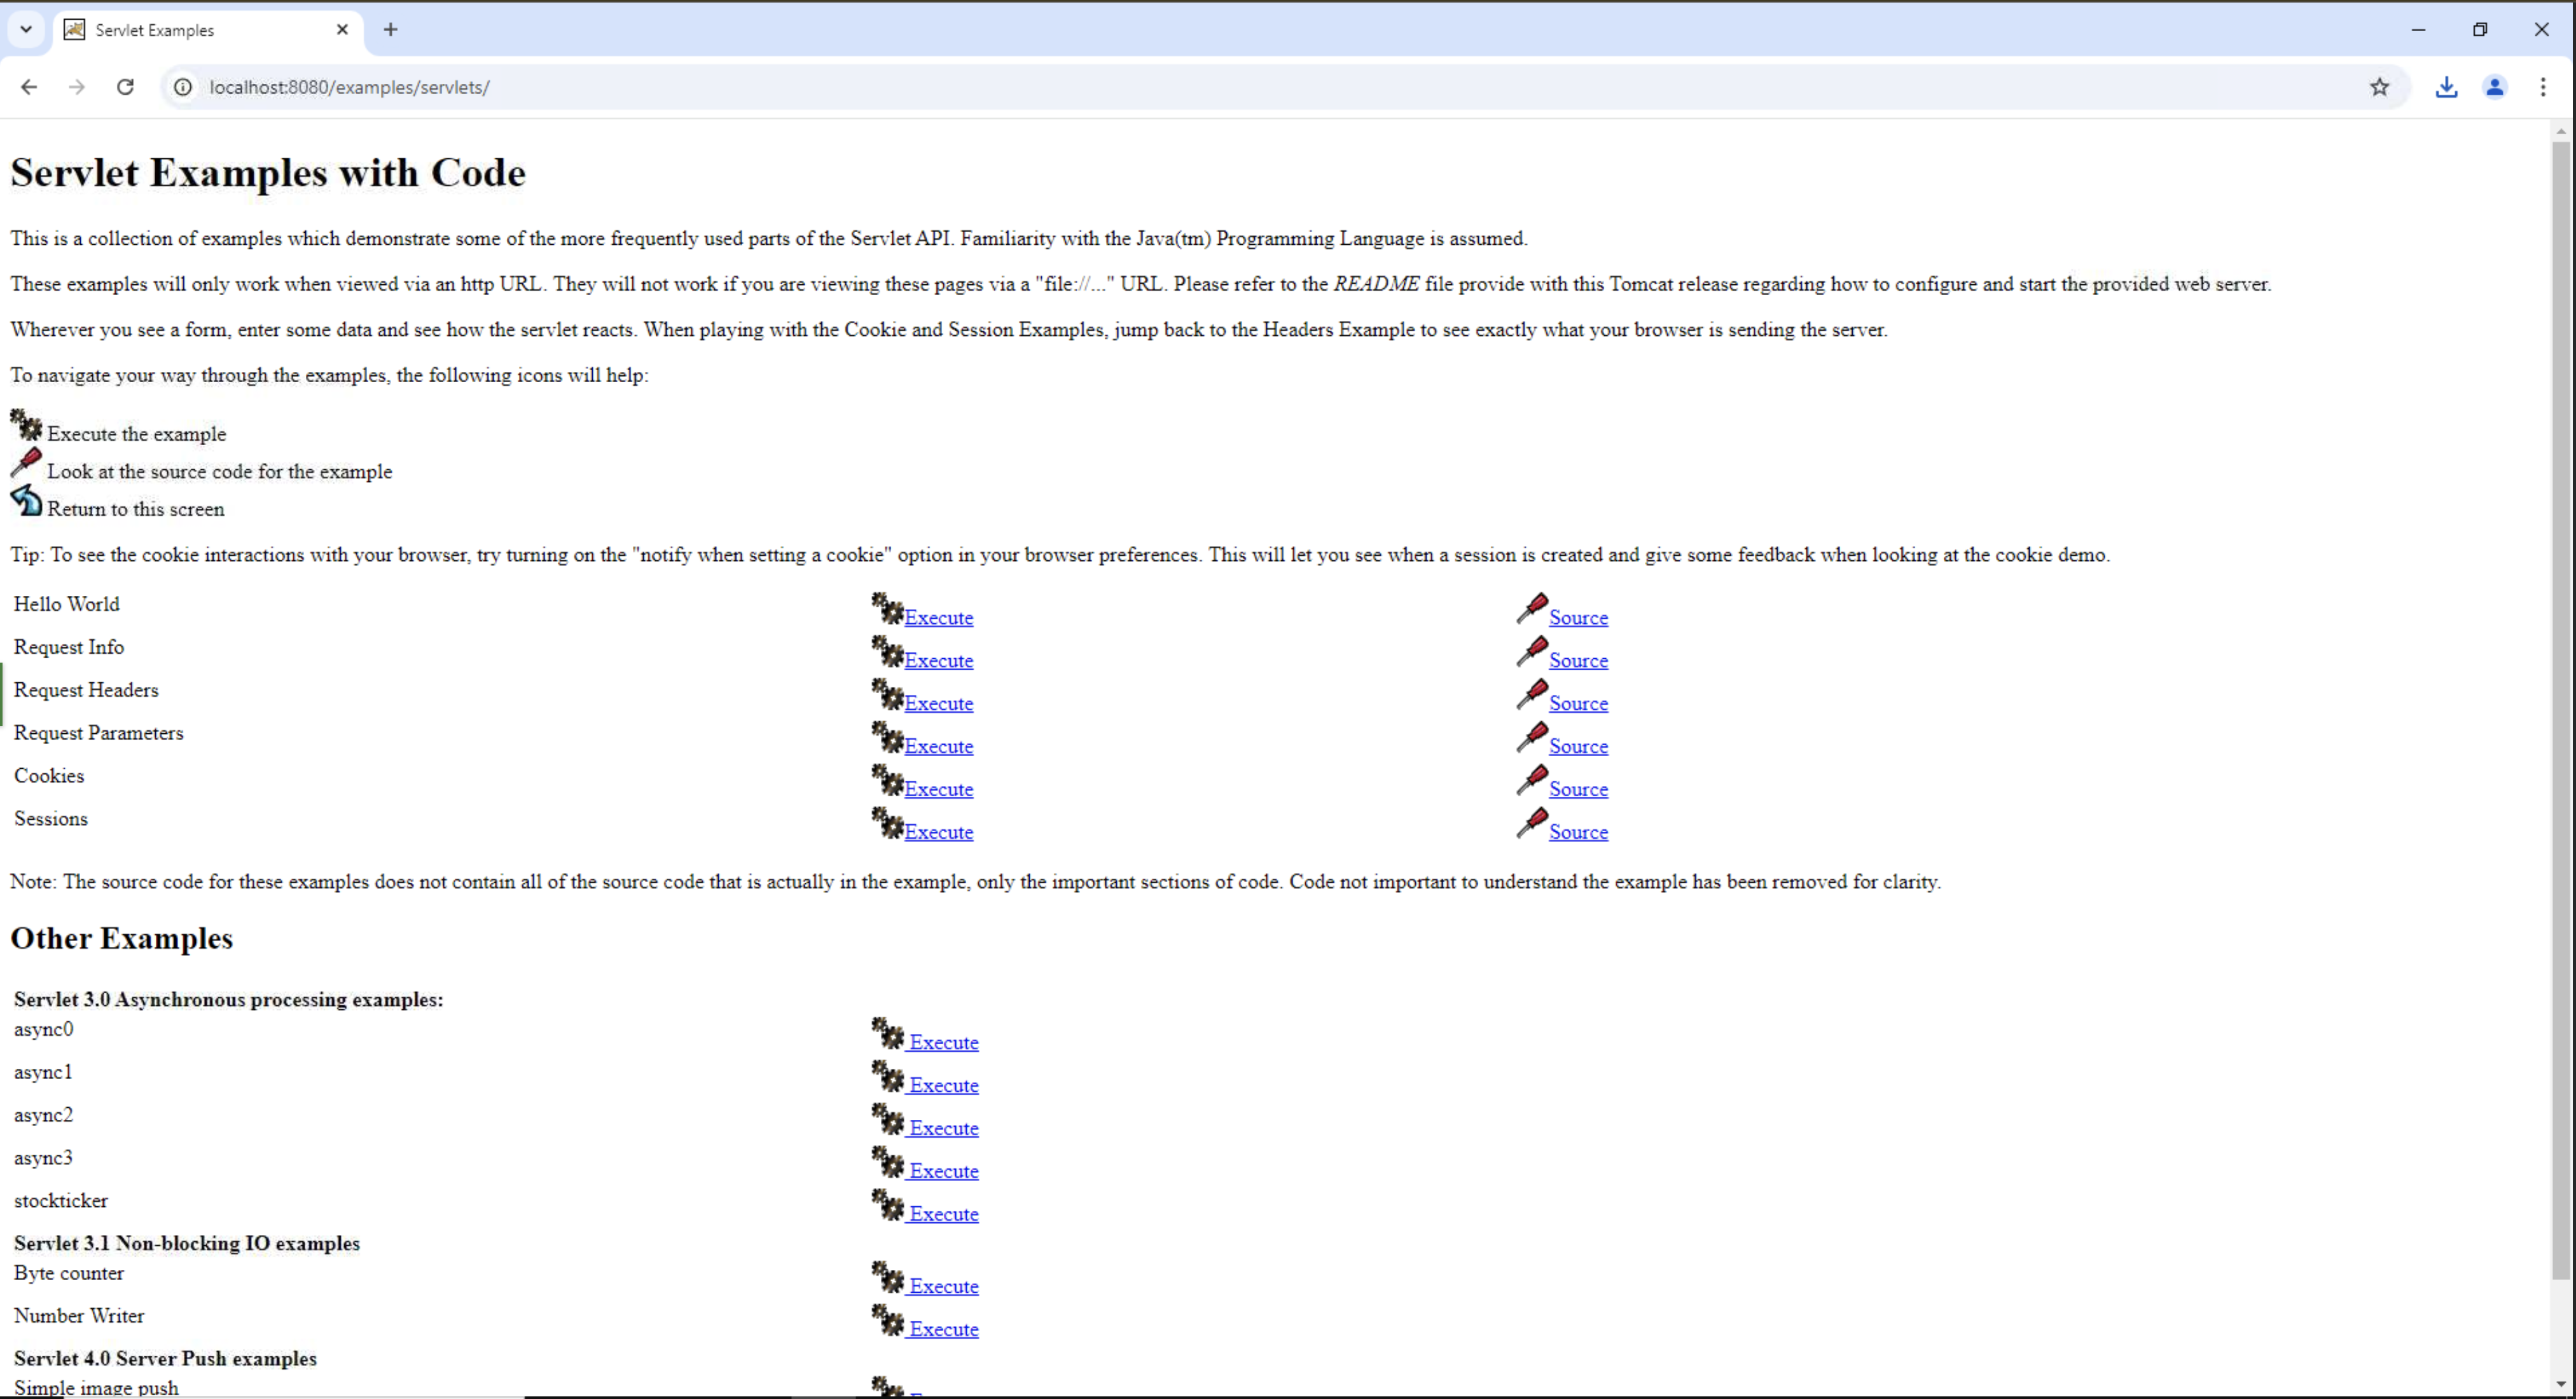 Servlet Examples
localhost:8080/examples/servlets/
Servlet Examples with Code
This is a collection of examples which demonstrate some of the more frequently used parts of the Servlet API. Familiarity with the Java(tm) Programming Language is assumed.
These examples will only work when viewed via an http URL. They will not work if you are viewing these pages via a "file://..." URL. Please refer to the README file provide with this Tomcat release regarding how to configure and start the provided web server.
Wherever you see a form, enter some data and see how the servlet reacts. When playing with the Cookie and Session Examples, jump back to the Headers Example to see exactly what your browser is sending the server.
To navigate your way through the examples, the following icons will help:
Execute the example
Look at the source code for the example
Return to this screen
Tip: To see the cookie interactions with your browser, try turning on the "notify when setting a cookie" option in your browser preferences. This will let you see when a session is created and give some feedback when looking at the cookie demo.
Hello World Execute Source
Request Info Execute Source
Request Headers Execute Source
Request Parameters Execute Source
Cookies Execute Source
Sessions Execute Source
Note: The source code for these examples does not contain all of the source code that is actually in the example, only the important sections of code. Code not important to understand the example has been removed for clarity.
Other Examples
Servlet 3.0 Asynchronous processing examples:
async0 Execute
async1 Execute
async2 Execute
async3 Execute
stockticker Execute
Servlet 3.1 Non-blocking IO examples
Byte counter Execute
Number Writer Execute
Servlet 4.0 Server Push examples
Simple image push